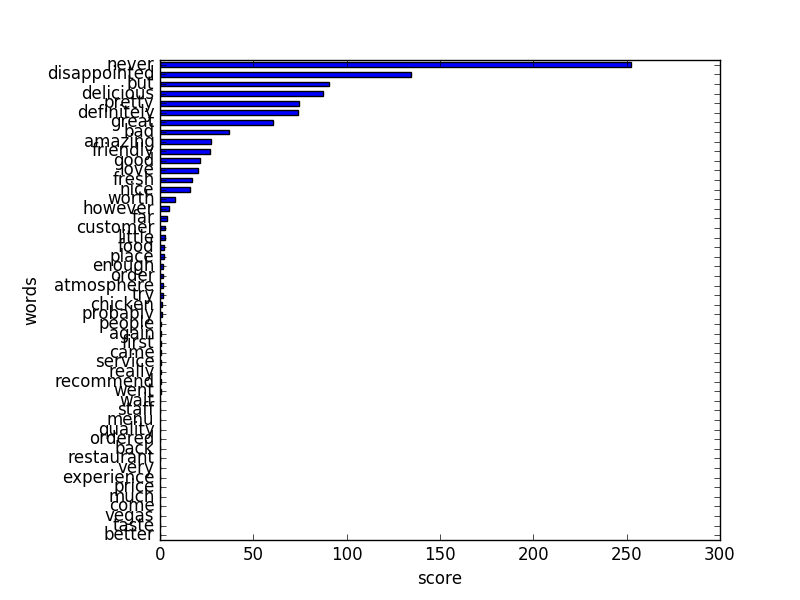 never
disappointed
but
delicious
pretty
definitely
great
bad
amazing
friendly
good
love
fresh
nice
worth
however
far
customer
little
food
place
enough
order
atmosphere
try
chicken
probably
people
again
first
came
service
really
recommend
went
wait
staff
menu
quality
ordered
back
restaurant
very
experience
price
much
come
vegas
taste
better
words
0 50 100 150 200 250 300
score